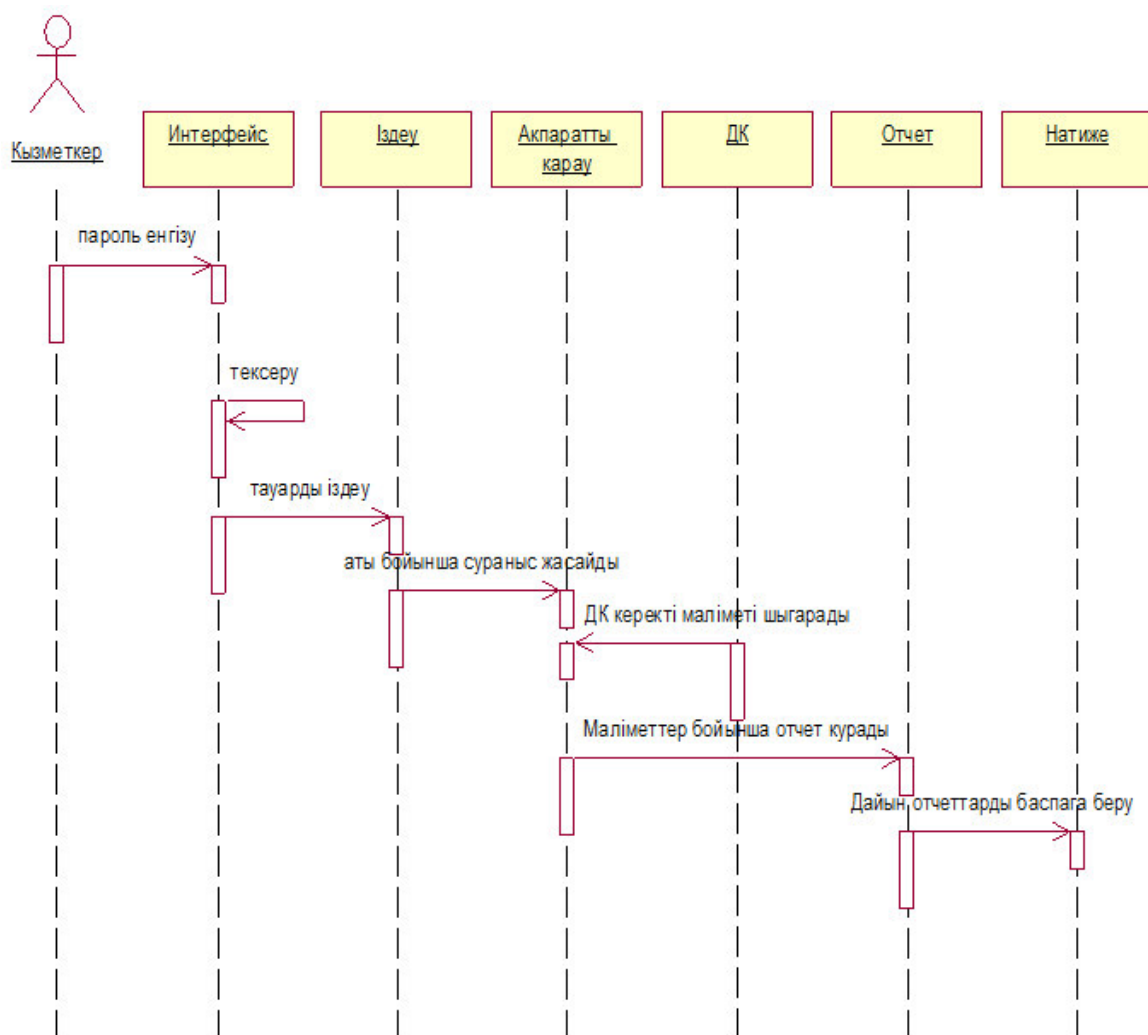 Кызметкер
Интерфейс
Іздеу
Акпаратты
карау
ДК
Отчет
Натиже
пароль енгізу
тексеру
тауарды іздеу
аты бойынша сураныс жасайды
ДК керекті маліметі шыгарады
Маліметтер бойынша отчет курады
Дайын отчеттарды баспага беру